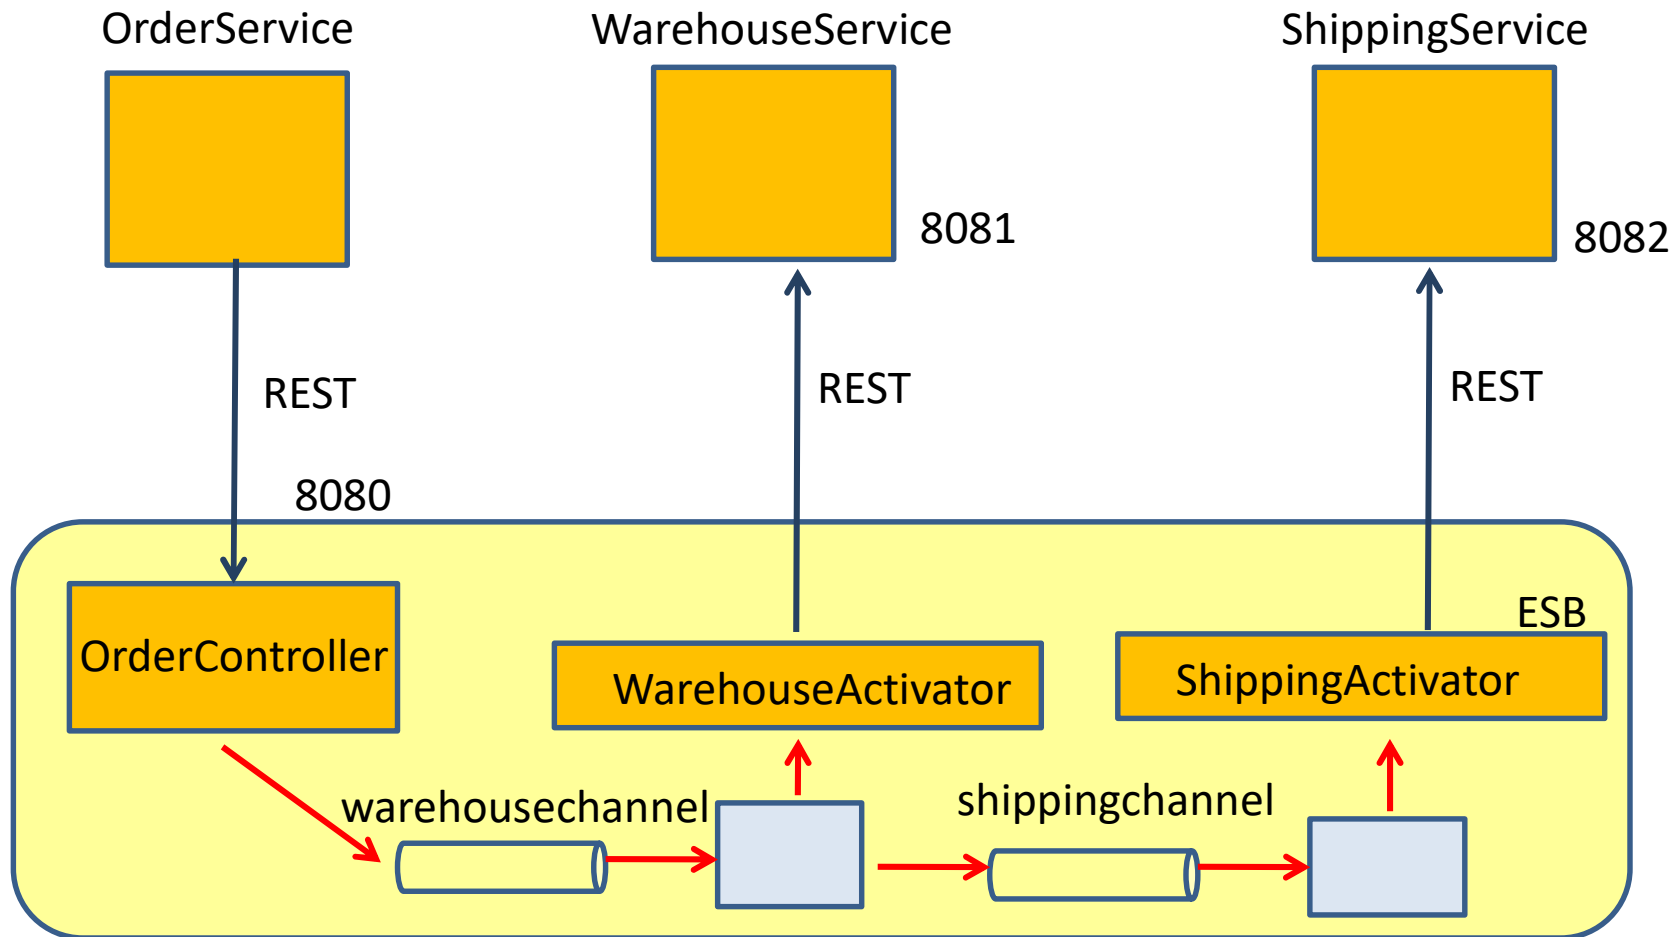 OrderService
WarehouseService
ShippingService
8081
8082
REST
REST
REST
8080
ESB
OrderController
WarehouseActivator
ShippingActivator
warehousechannel
shippingchannel